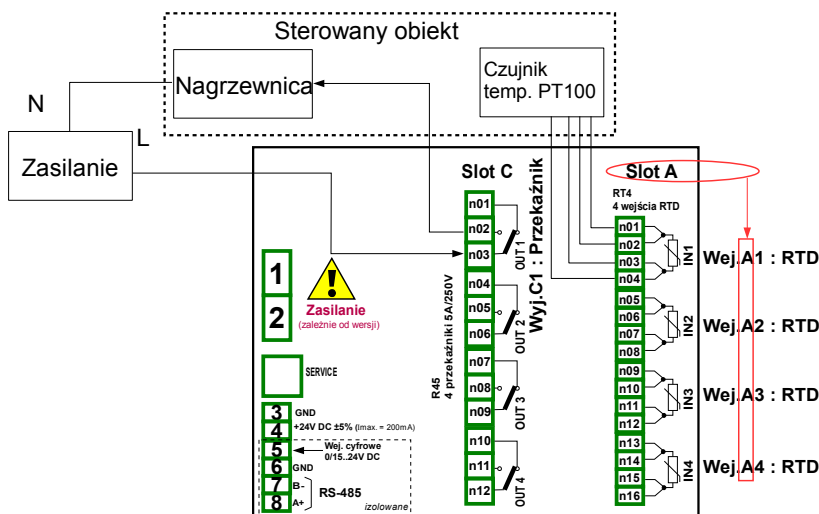 Sterowany obiekt
Nagrzewnica
Czujnik
temp. PT100
N
L
Zasilanie
Slot C
Slot A
RT4
4 wejścia RTD
n01
n02
n03
n04
n05
n06
n07
n08
n09
n10
n11
n12
OUT 1
OUT 2
OUT 3
OUT 4
R45
4 przekaźniki 5A/250V
Wyj.C1 : Przekaźnik
n01
n02
n03
n04
n05
n06
n07
n08
n09
n10
n11
n12
n13
n14
n15
n16
IN1
IN2
IN3
IN4
Wej.A1 : RTD
Wej.A2 : RTD
Wej.A3 : RTD
Wej.A4 : RTD
1
2
!
Zasilanie
(zależnie od wersji)
SERVICE
3 GND
4 +24V DC ±5% (Imax. = 200mA)
5 Wej. cyfrowe
0/15..24V DC
6 GND
7 B-
8 A+
RS-485
izolowane